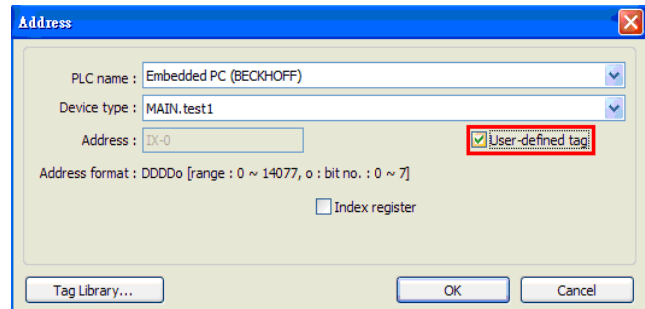 Address
PLC name : Embedded PC (BECKHOFF)
Device type : MAIN.test1
Address : IX-0 User-defined tag
Address format : DDDDo [range : 0 ~ 14077, o : bit no. : 0 ~ 7]
Index register
Tag Library... OK Cancel